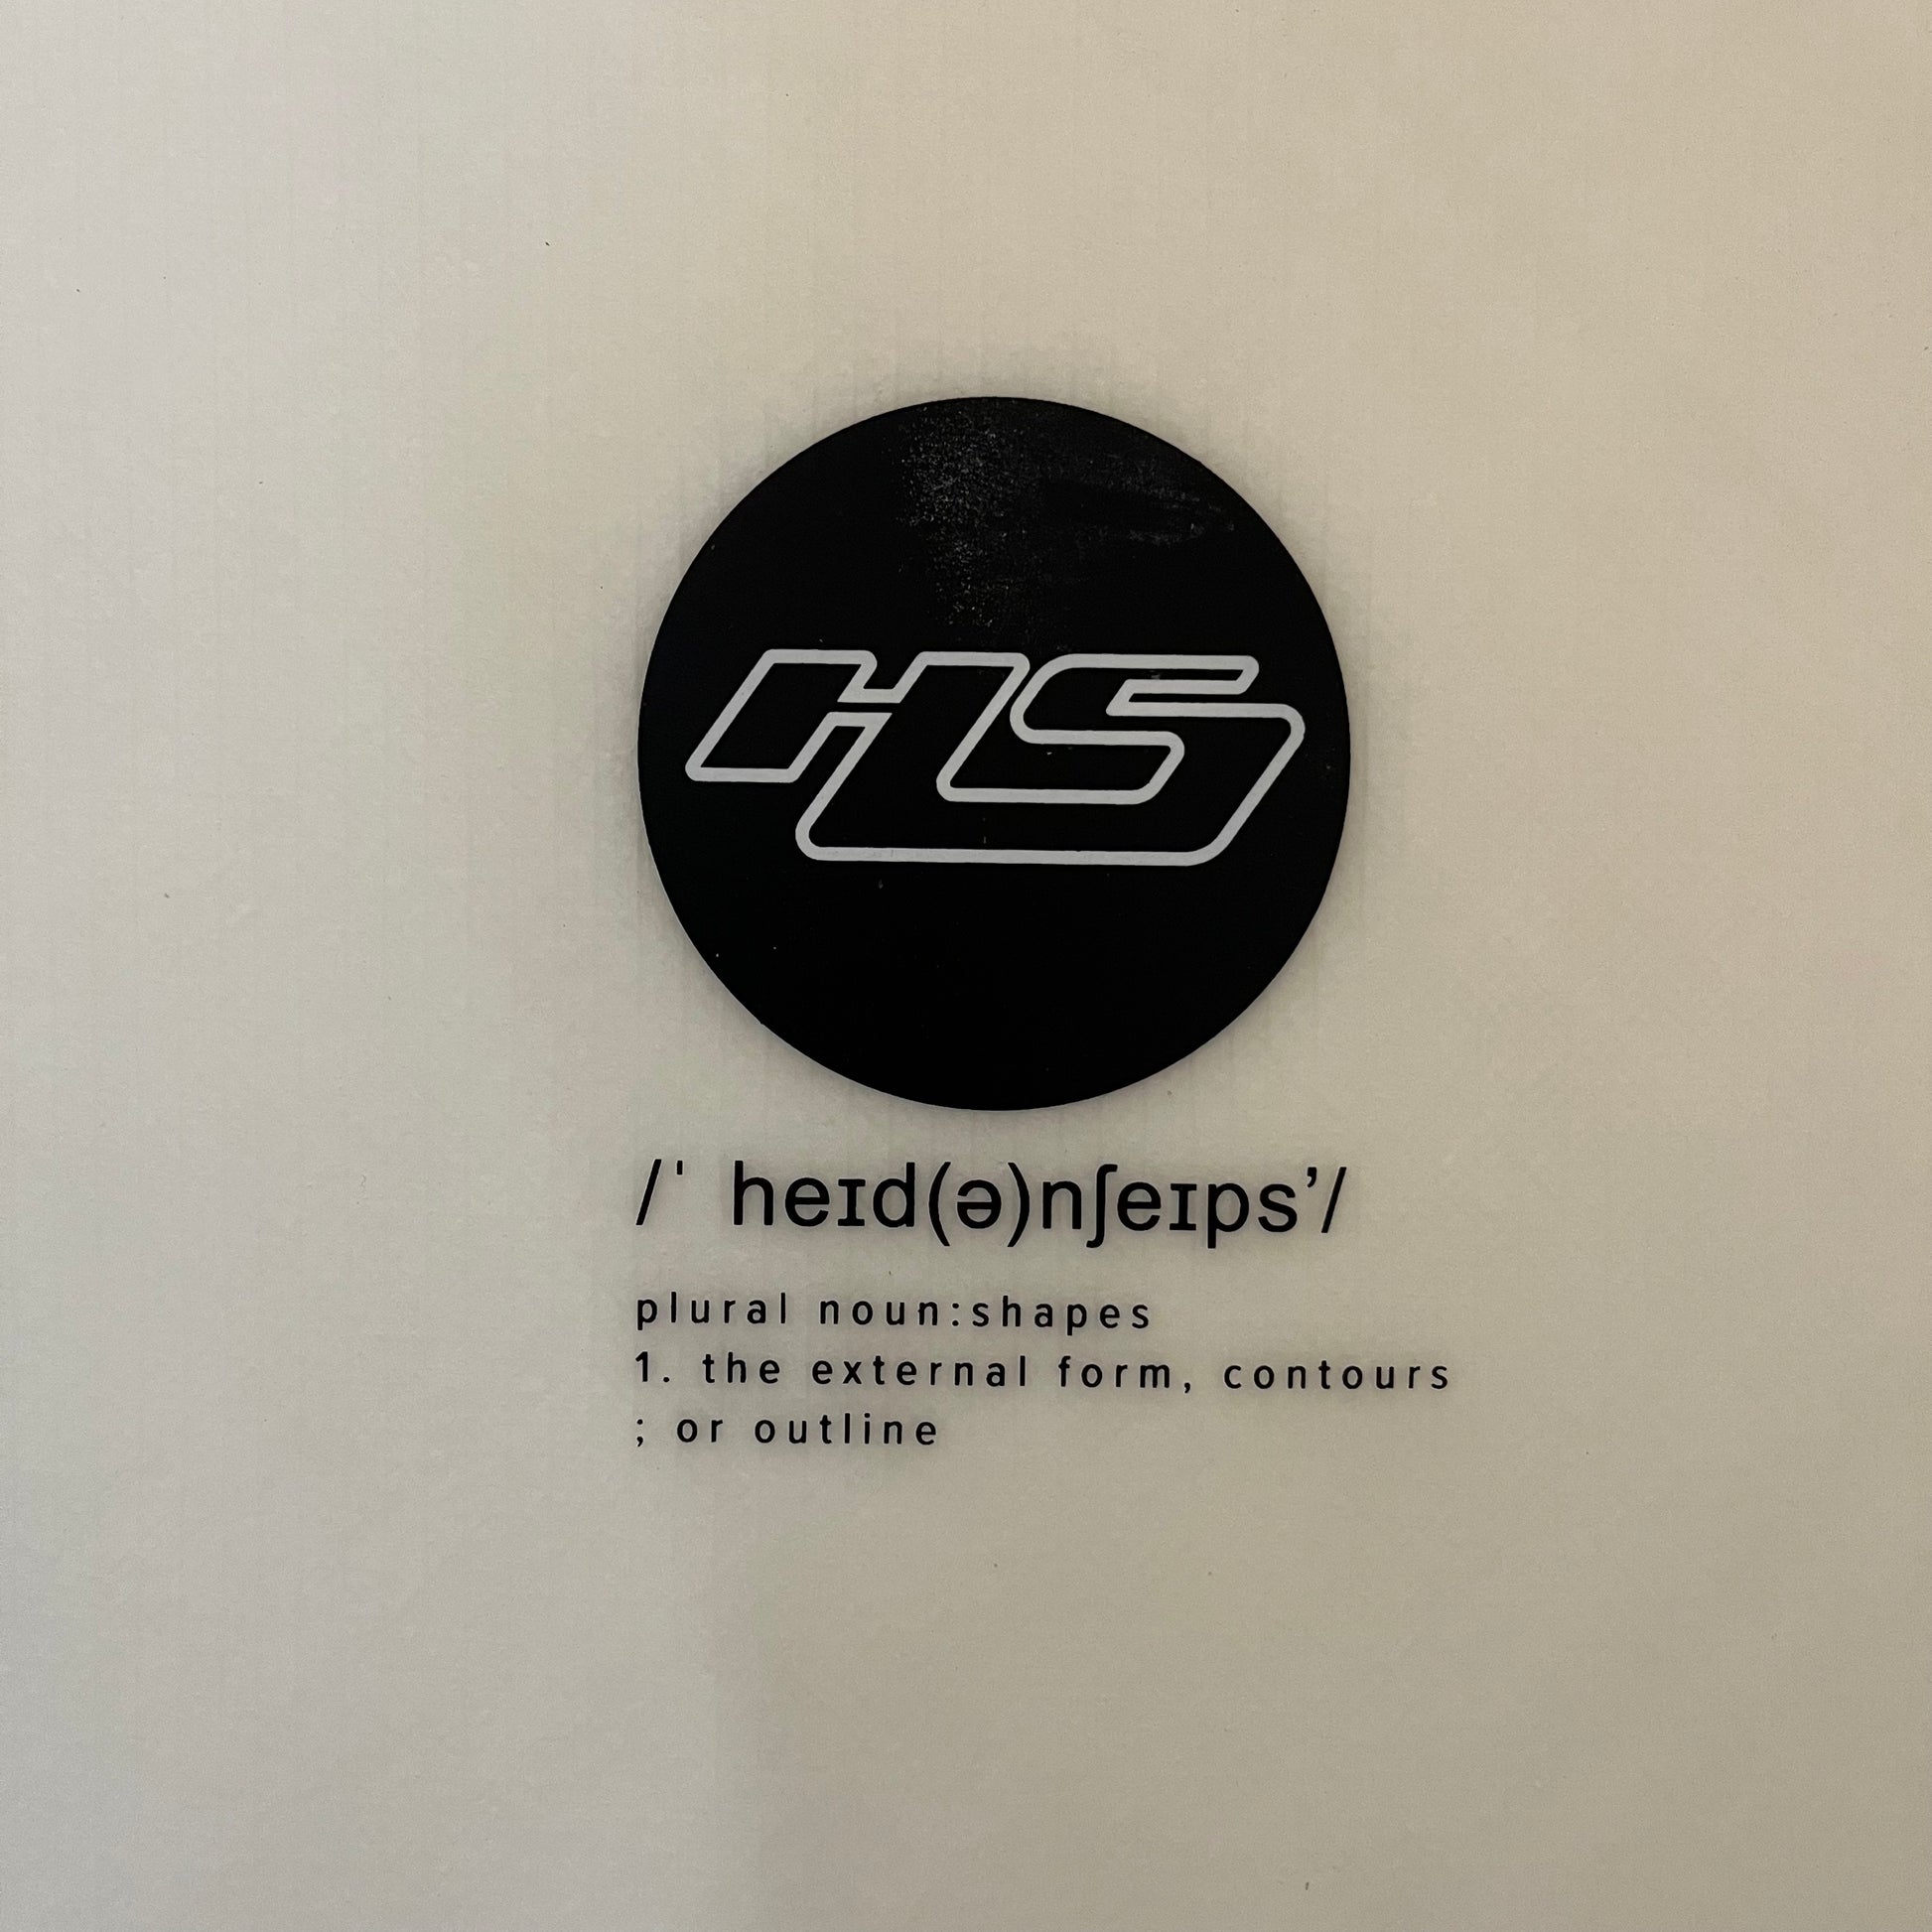 HS
/ˈ heɪd(ə)nʃeɪps’/
plural noun:shapes
1. the external form, contours
; or outline